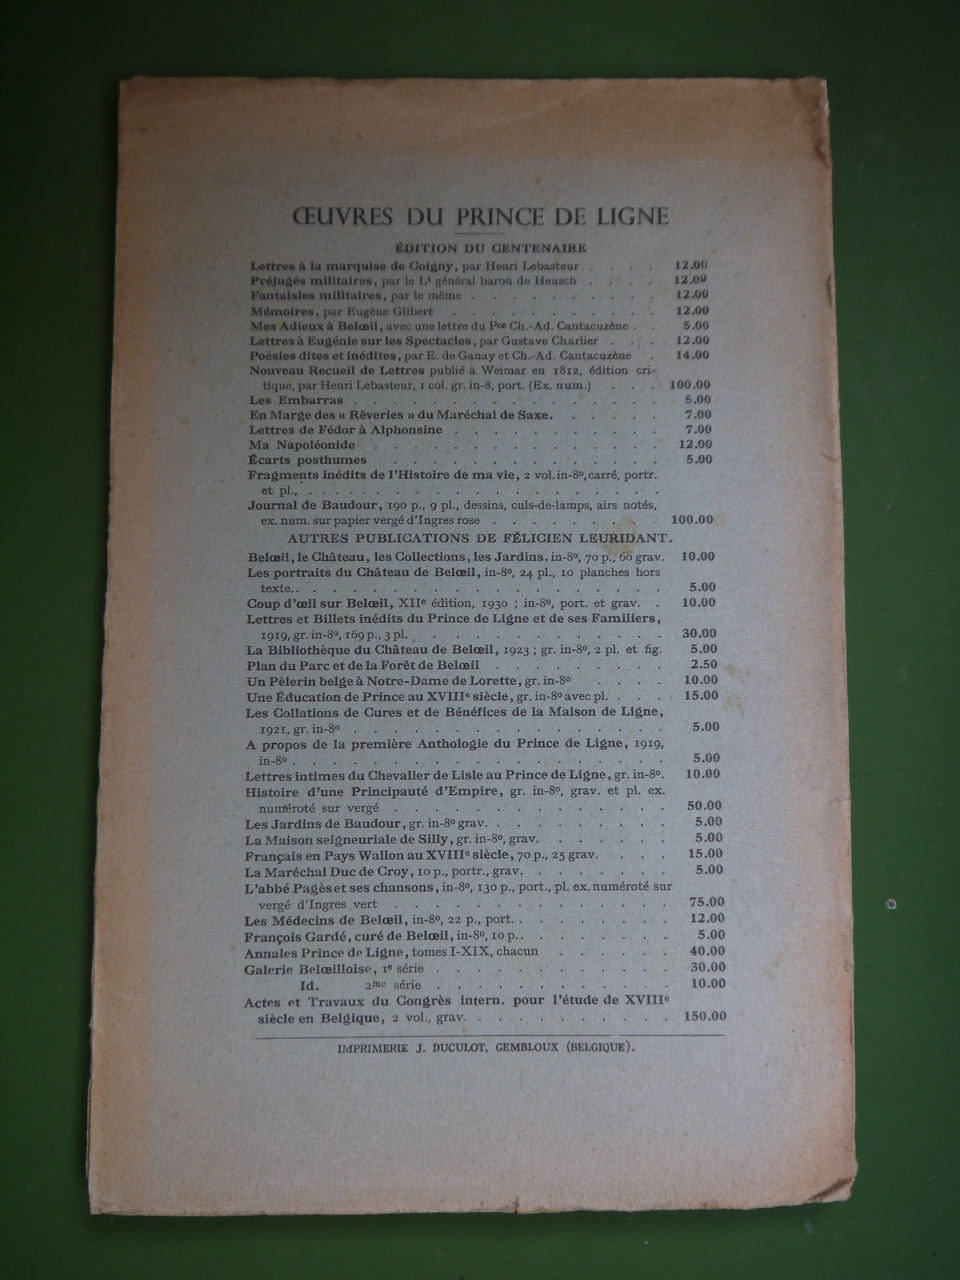 ŒUVRES DU PRINCE DE LIGNE
ÉDITION DU CENTENAIRE
Lettres à la marquise de Coigny, par Henri Lebasteur . . . . 12.00
Préjugés militaires, par le Lᵗ général baron de Heusch . . . . 12.00
Fantaisies militaires, par le même . . . . . . . . . . 12.00
Mémoires, par Eugène Gilbert . . . . . . . . . . . 12.00
Mes Adieux à Belœil, avec une lettre du Pᶜᵉ Ch.-Ad. Cantacuzène . . 5.00
Lettres à Eugénie sur les Spectacles, par Gustave Charlier . . . 12.00
Poésies dites et inédites, par E. de Ganay et Ch.-Ad. Cantacuzène . 14.00
Nouveau Recueil de Lettres publié à Weimar en 1812, édition cri-
tique, par Henri Lebasteur, 1 col. gr. in-8, port. (Ex. num.) . . . 100.00
Les Embarras . . . . . . . . . . . . . . . . 5.00
En Marge des « Rêveries » du Maréchal de Saxe. . . . . . 7.00
Lettres de Fédor à Alphonsine . . . . . . . . . . . 7.00
Ma Napoléonide . . . . . . . . . . . . . . . 12.00
Écarts posthumes . . . . . . . . . . . . . . 5.00
Fragments inédits de l'Histoire de ma vie, 2 vol. in-8º, carré, portr.
et pl., . . . . . . . . . . . . . . . . . .
Journal de Baudour, 190 p., 9 pl., dessins, culs-de-lamps, airs notés,
ex. num. sur papier vergé d'Ingres rose . . . . . . . . . 100.00
AUTRES PUBLICATIONS DE FÉLICIEN LEURIDANT.
Belœil, le Château, les Collections, les Jardins. in-8º, 70 p., 60 grav. 10.00
Les portraits du Château de Belœil, in-8º, 24 pl., 10 planches hors
texte. . . . . . . . . . . . . . . . . . . . 5.00
Coup d'œil sur Belœil, XIIᵉ édition, 1930 ; in-8º, port. et grav. . 10.00
Lettres et Billets inédits du Prince de Ligne et de ses Familiers,
1919, gr. in-8º, 169 p., 3 pl. . . . . . . . . . . . . . 30.00
La Bibliothèque du Château de Belœil, 1923 ; gr. in-8º, 2 pl. et fig. 5.00
Plan du Parc et de la Forêt de Belœil . . . . . . . . . 2.50
Un Pèlerin belge à Notre-Dame de Lorette, gr. in-8º . . . . 10.00
Une Éducation de Prince au XVIIIᵉ siècle, gr. in-8º avec pl. . . . 15.00
Les Collations de Cures et de Bénéfices de la Maison de Ligne,
1921, gr. in-8º . . . . . . . . . . . . . . . . 5.00
A propos de la première Anthologie du Prince de Ligne, 1919,
in-8º . . . . . . . . . . . . . . . . . . . 5.00
Lettres intimes du Chevalier de Lisle au Prince de Ligne, gr. in-8º. 10.00
Histoire d'une Principauté d'Empire, gr. in-8º, grav. et pl. ex.
numéroté sur vergé . . . . . . . . . . . . . . 50.00
Les Jardins de Baudour, gr. in-8º grav. . . . . . . . . . 5.00
La Maison seigneuriale de Silly, gr. in-8º, grav. . . . . . . 5.00
Français en Pays Wallon au XVIIIᵉ siècle, 70 p., 25 grav. . . . 15.00
La Maréchal Duc de Croy, 10 p., portr., grav. . . . . . . . 5.00
L'abbé Pagès et ses chansons, in-8º, 130 p., port., pl. ex. numéroté sur
vergé d'Ingres vert . . . . . . . . . . . . . . 75.00
Les Médecins de Belœil, in-8º, 22 p., port. . . . . . . . . 12.00
François Gardé, curé de Belœil, in-8º, 10 p. . . . . . . . . 5.00
Annales Prince de Ligne, tomes I-XIX, chacun . . . . . . 40.00
Galerie Belœilloise, 1ᵉ série . . . . . . . . . . . . 30.00
Id. 2ᵐᵉ série . . . . . . . . . . . . 10.00
Actes et Travaux du Congrès intern. pour l'étude de XVIIIᵉ
siècle en Belgique, 2 vol., grav. . . . . . . . . . . 150.00
IMPRIMERIE J. DUCULOT, GEMBLOUX (BELGIQUE).